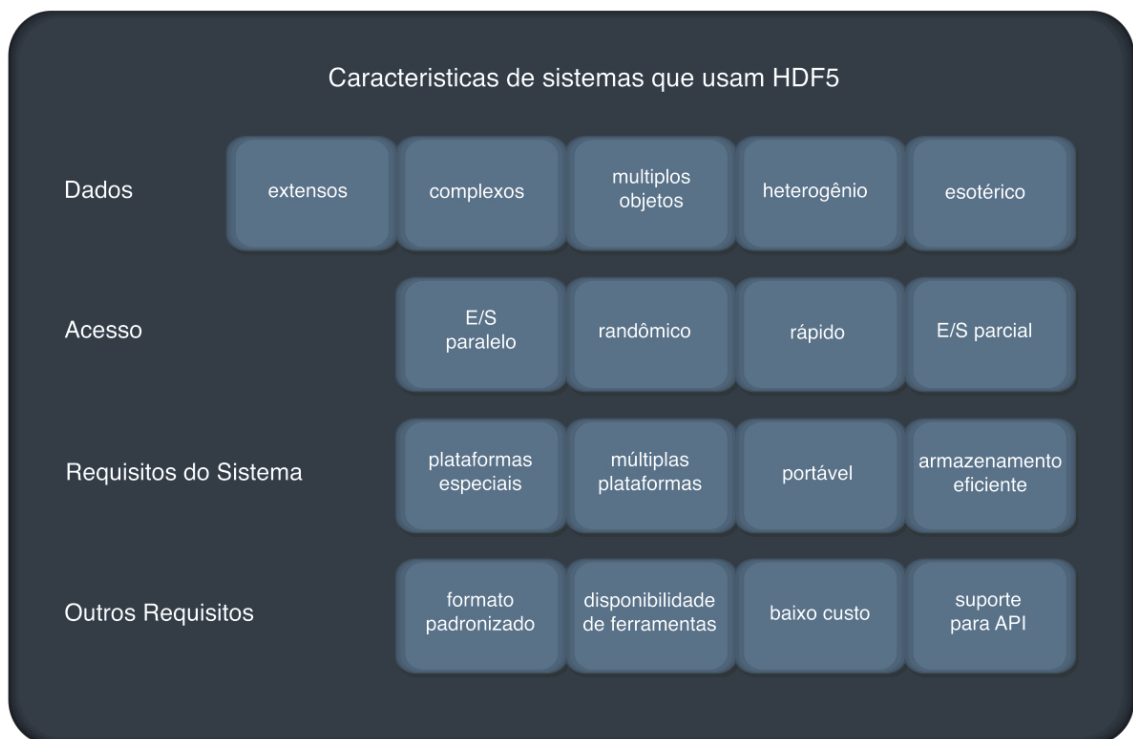 Caracteristicas de sistemas que usam HDF5
Dados
extensos
complexos
multiplos
objetos
heterogênio
esotérico
Acesso
E/S
paralelo
randômico
rápido
E/S parcial
Requisitos do Sistema
plataformas
especiais
múltiplas
plataformas
portável
armazenamento
eficiente
Outros Requisitos
formato
padronizado
disponibilidade
de ferramentas
baixo custo
suporte
para API